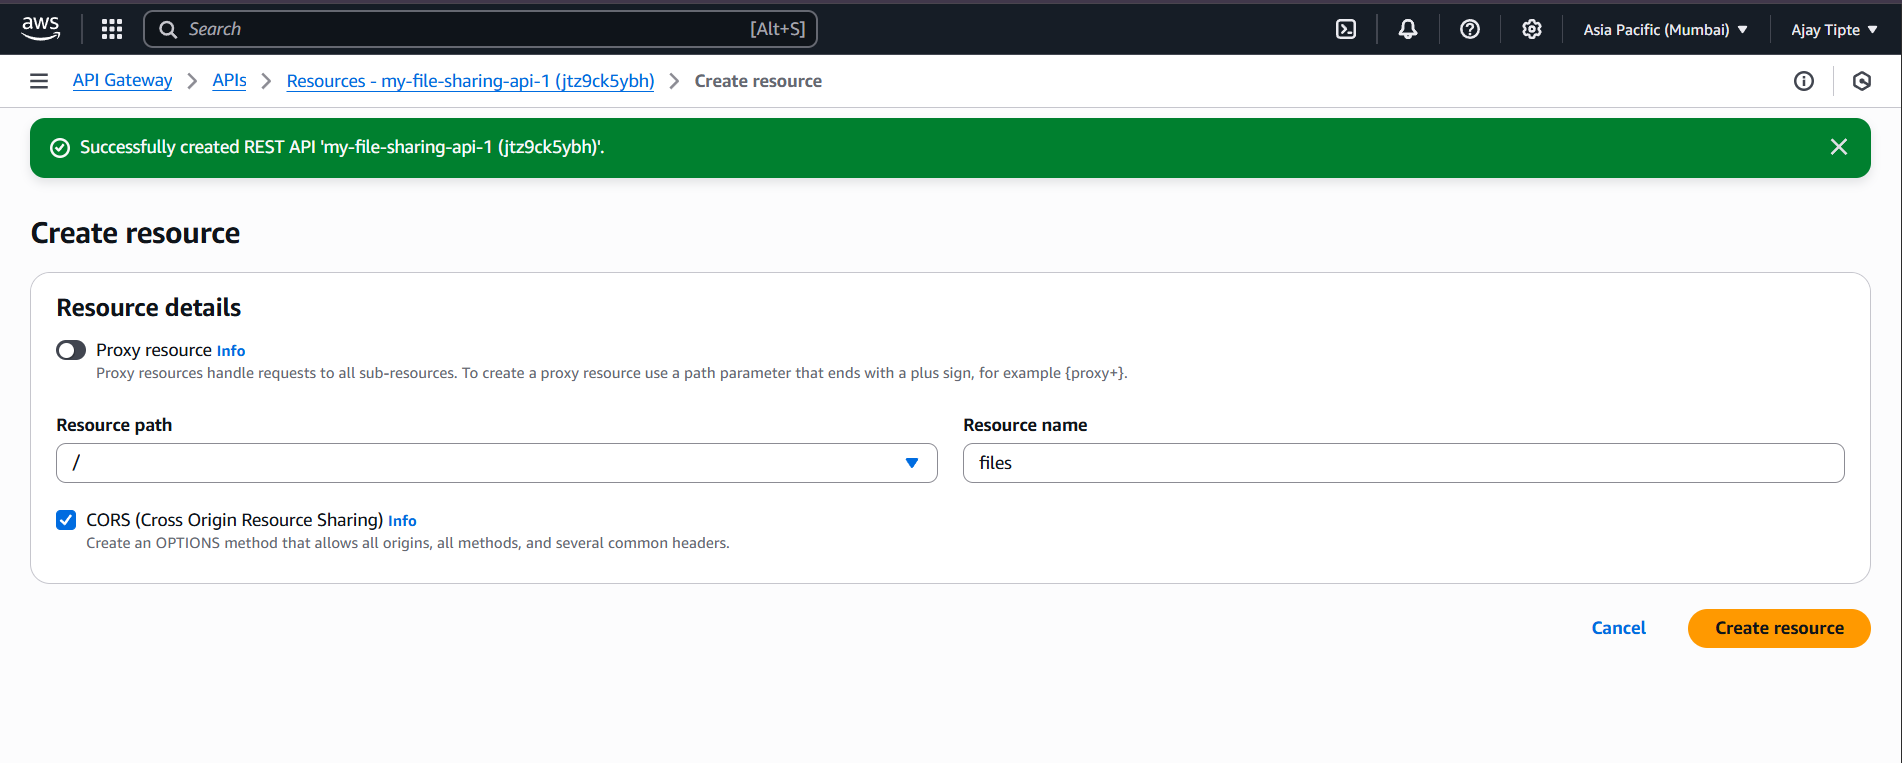 aws
Search [Alt+S]
Asia Pacific (Mumbai) Ajay Tipte
API Gateway > APIs > Resources - my-file-sharing-api-1 (jtz9ck5ybh) > Create resource
Successfully created REST API 'my-file-sharing-api-1 (jtz9ck5ybh)'.
Create resource
Resource details
Proxy resource Info
Proxy resources handle requests to all sub-resources. To create a proxy resource use a path parameter that ends with a plus sign, for example {proxy+}.
Resource path Resource name
/ files
CORS (Cross Origin Resource Sharing) Info
Create an OPTIONS method that allows all origins, all methods, and several common headers.
Cancel Create resource